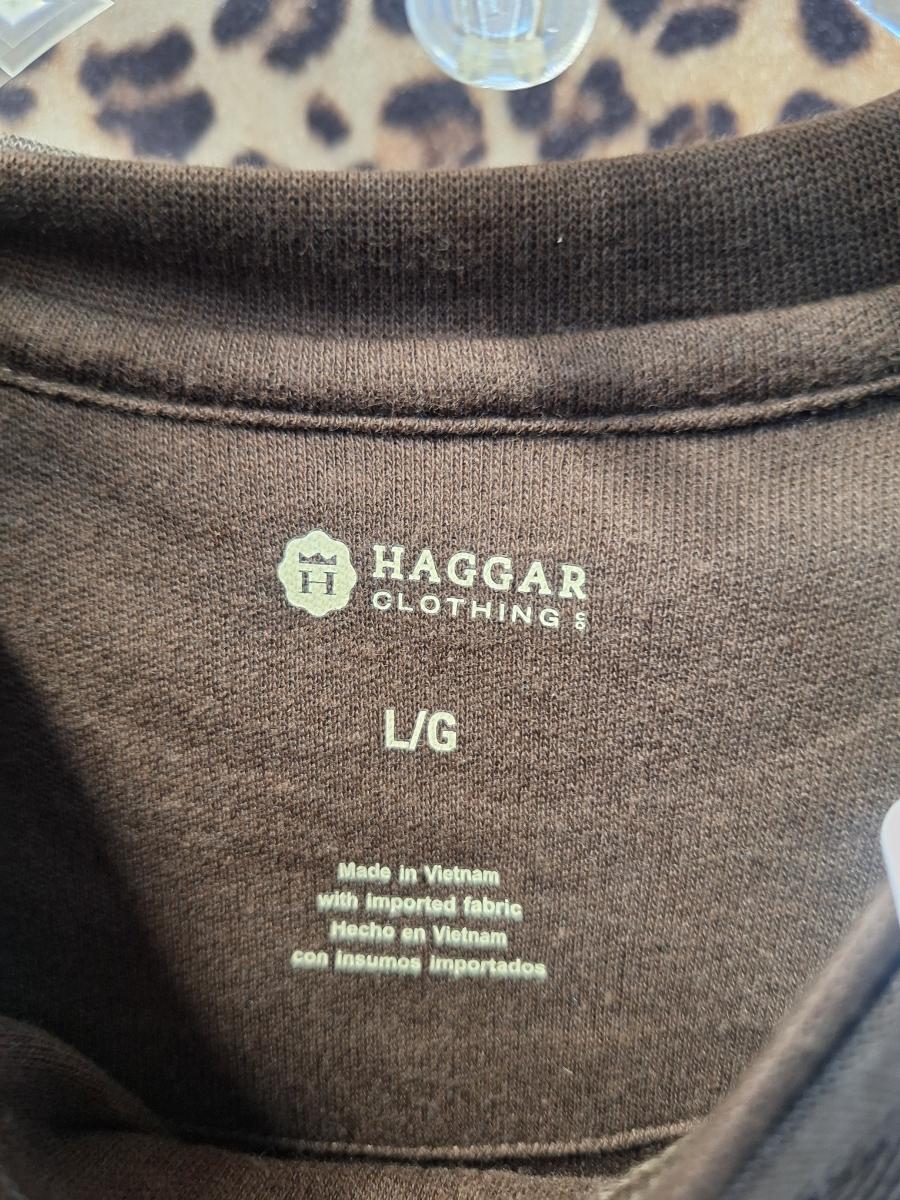 H
HAGGAR
CLOTHING CO
L/G
Made in Vietnam
with imported fabric
Hecho en Vietnam
con insumos importados